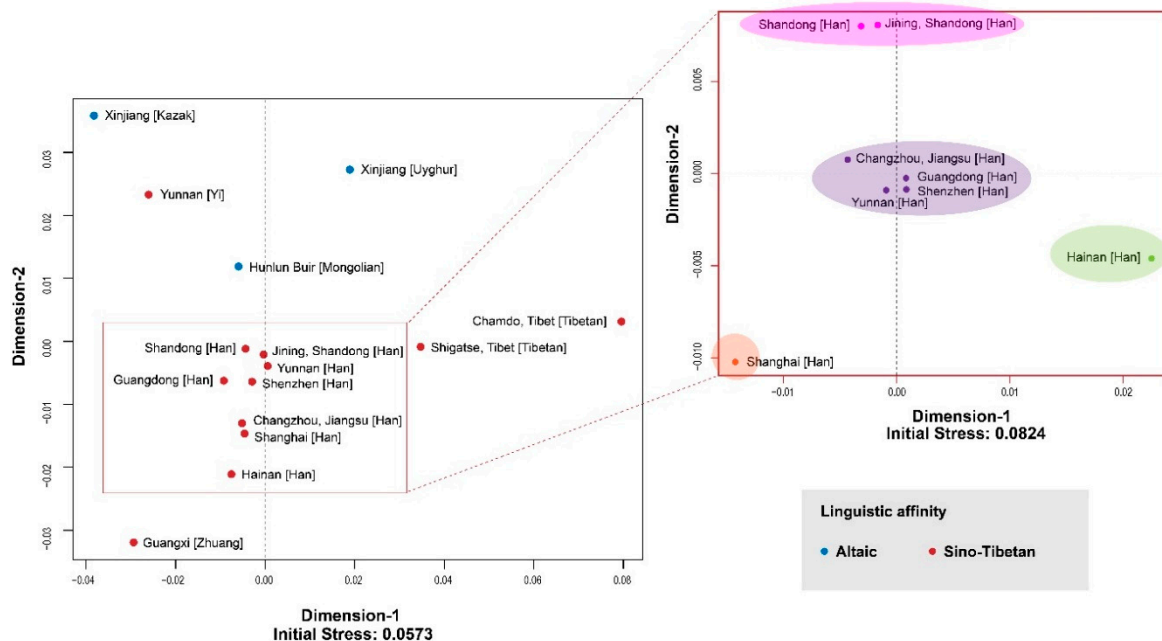 Xinjiang [Kazak]
Xinjiang [Uyghur]
Yunnan [Yi]
Hunlun Buir [Mongolian]
Chamdo, Tibet [Tibetan]
Shigatse, Tibet [Tibetan]
Shandong [Han]
Jining, Shandong [Han]
Yunnan [Han]
Guangdong [Han]
Shenzhen [Han]
Changzhou, Jiangsu [Han]
Shanghai [Han]
Hainan [Han]
Guangxi [Zhuang]
Dimension-2
0.03
0.02
0.01
0.00
−0.01
−0.02
−0.03
−0.04
−0.02
0.00
0.02
0.04
0.06
0.08
Dimension-1
Initial Stress: 0.0573
Shandong [Han]
Jining, Shandong [Han]
Changzhou, Jiangsu [Han]
Guangdong [Han]
Shenzhen [Han]
Yunnan [Han]
Hainan [Han]
Shanghai [Han]
Dimension-2
0.005
0.000
−0.005
−0.010
−0.01
0.00
0.01
0.02
Dimension-1
Initial Stress: 0.0824
Linguistic affinity
Altaic
Sino-Tibetan